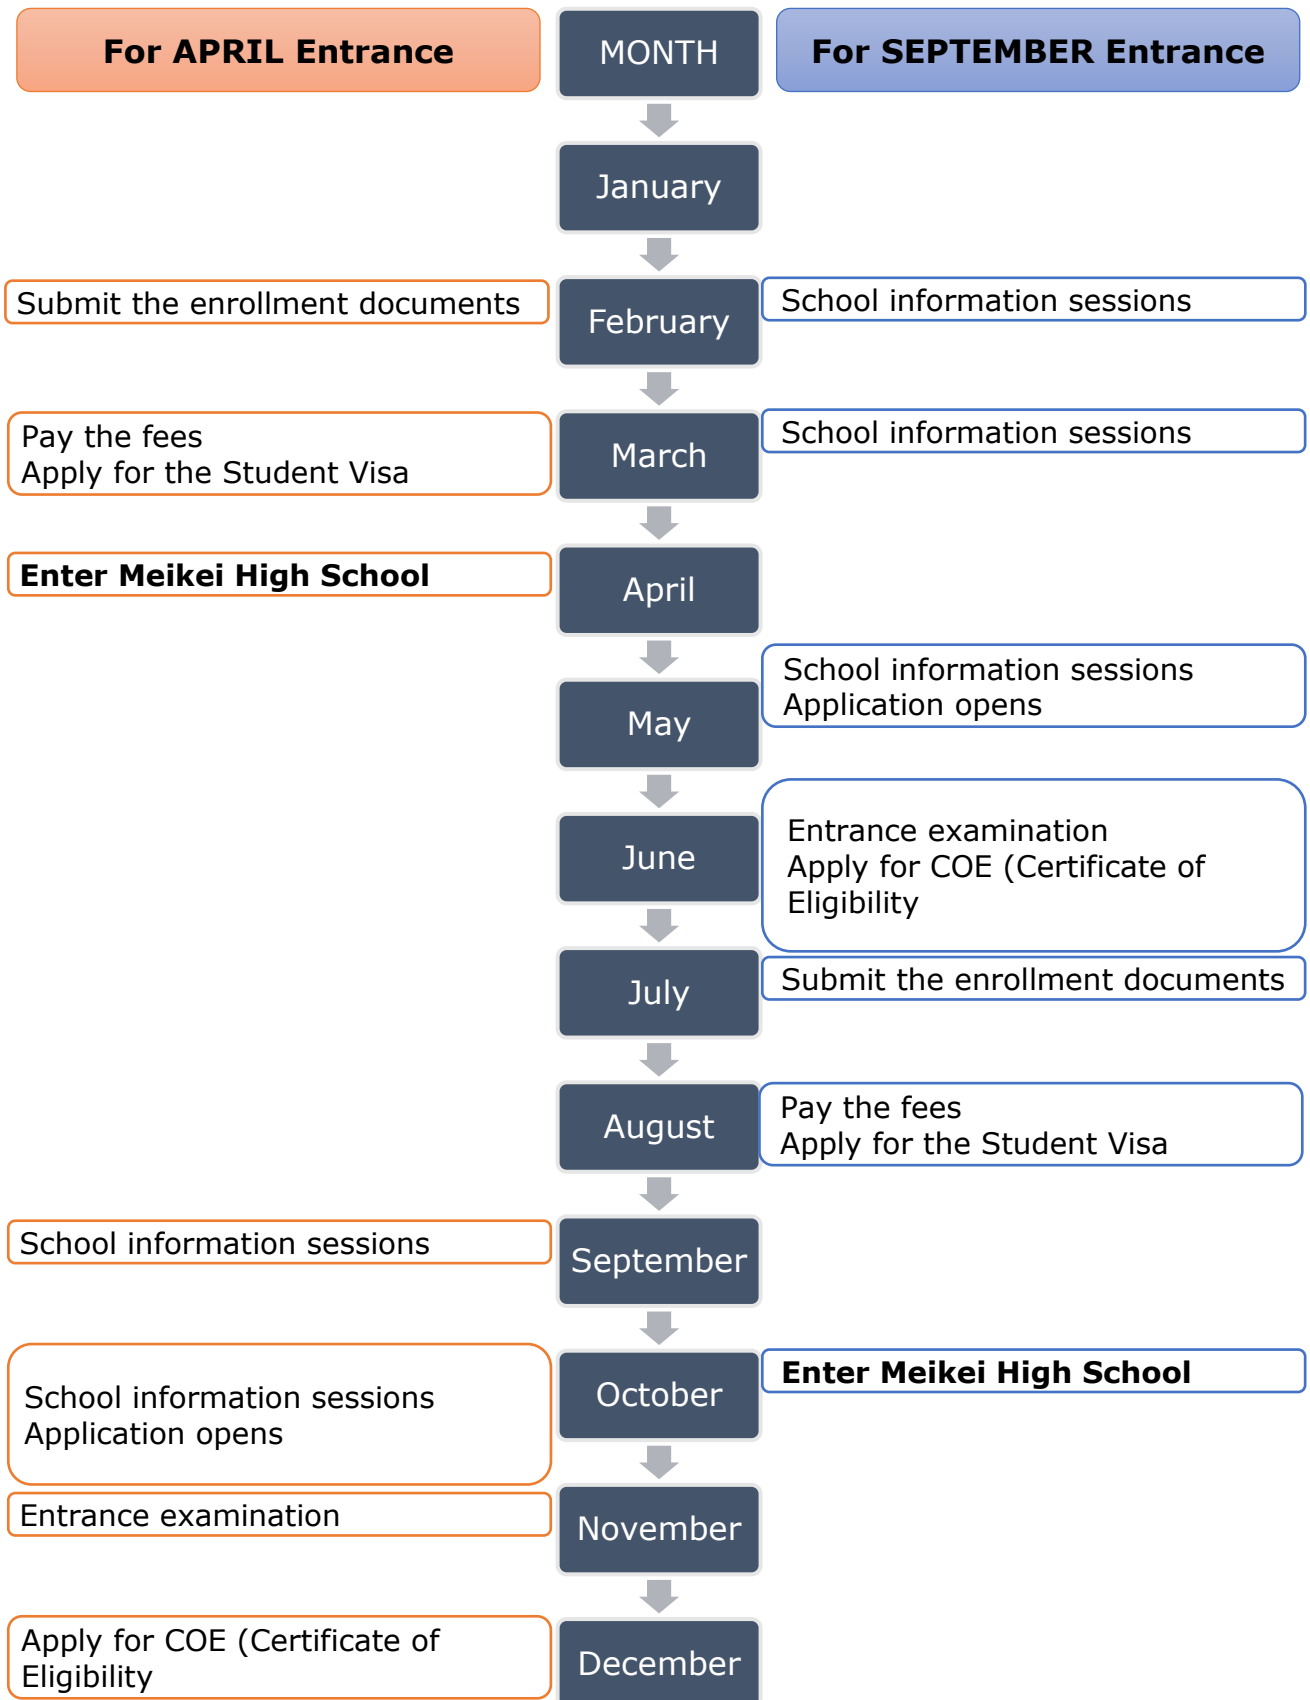 For APRIL Entrance
MONTH
For SEPTEMBER Entrance
January
Submit the enrollment documents
February
School information sessions
Pay the fees
Apply for the Student Visa
March
School information sessions
Enter Meikei High School
April
May
School information sessions
Application opens
June
Entrance examination
Apply for COE (Certificate of
Eligibility
July
Submit the enrollment documents
August
Pay the fees
Apply for the Student Visa
School information sessions
September
School information sessions
Application opens
October
Enter Meikei High School
Entrance examination
November
Apply for COE (Certificate of
Eligibility
December